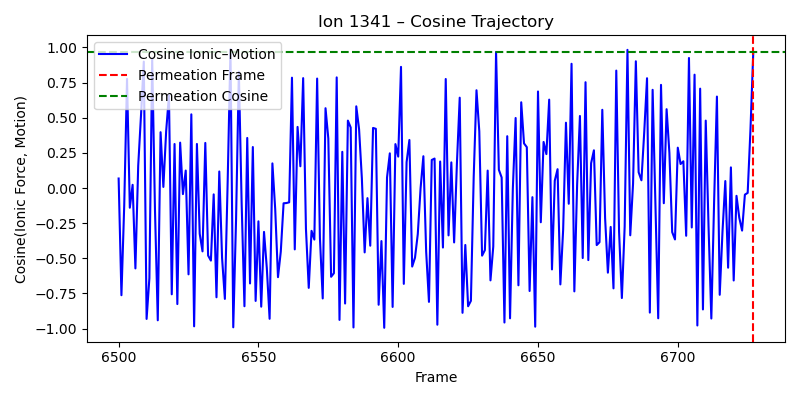 Ion 1341 – Cosine Trajectory
Cosine(Ionic Force, Motion)
1.00
0.75
0.50
0.25
0.00
−0.25
−0.50
−0.75
−1.00
Cosine Ionic–Motion
Permeation Frame
Permeation Cosine
6500
6550
6600
6650
6700
Frame